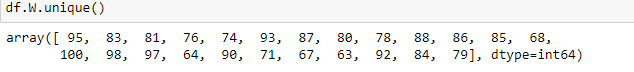 df.W.unique()
array([ 95, 83, 81, 76, 74, 93, 87, 80, 78, 88, 86, 85, 68,
100, 98, 97, 64, 90, 71, 67, 63, 92, 84, 79], dtype=int64)